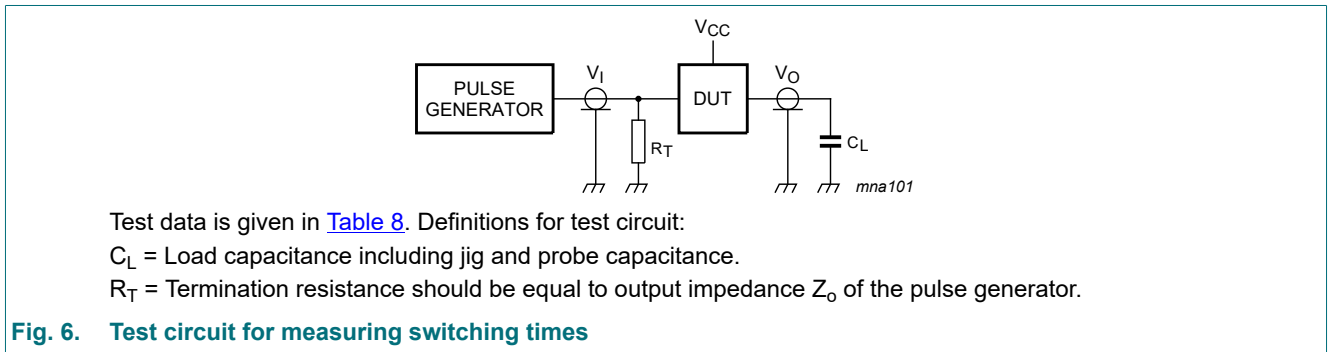 VCC
PULSE
GENERATOR
VI
DUT
VO
RT
CL
mna101
Test data is given in Table 8. Definitions for test circuit:
CL = Load capacitance including jig and probe capacitance.
RT = Termination resistance should be equal to output impedance Zo of the pulse generator.
Fig. 6. Test circuit for measuring switching times